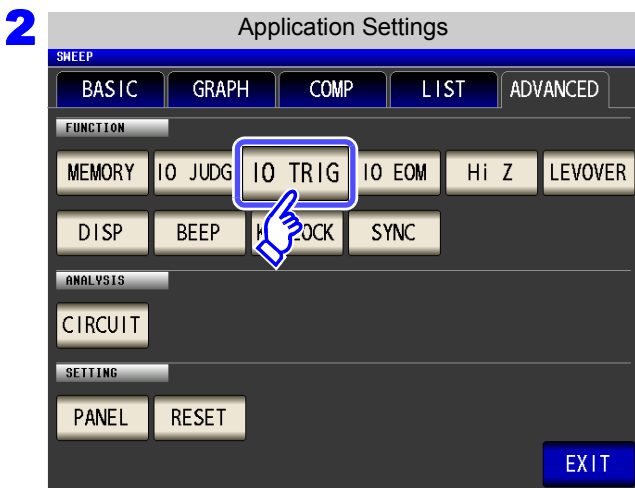 2
Application Settings
SWEEP
BASIC GRAPH COMP LIST ADVANCED
FUNCTION
MEMORY IO JUDG IO TRIG IO EOM Hi Z LEVOVER
DISP BEEP SYNC
ANALYSIS
CIRCUIT
SETTING
PANEL RESET
EXIT